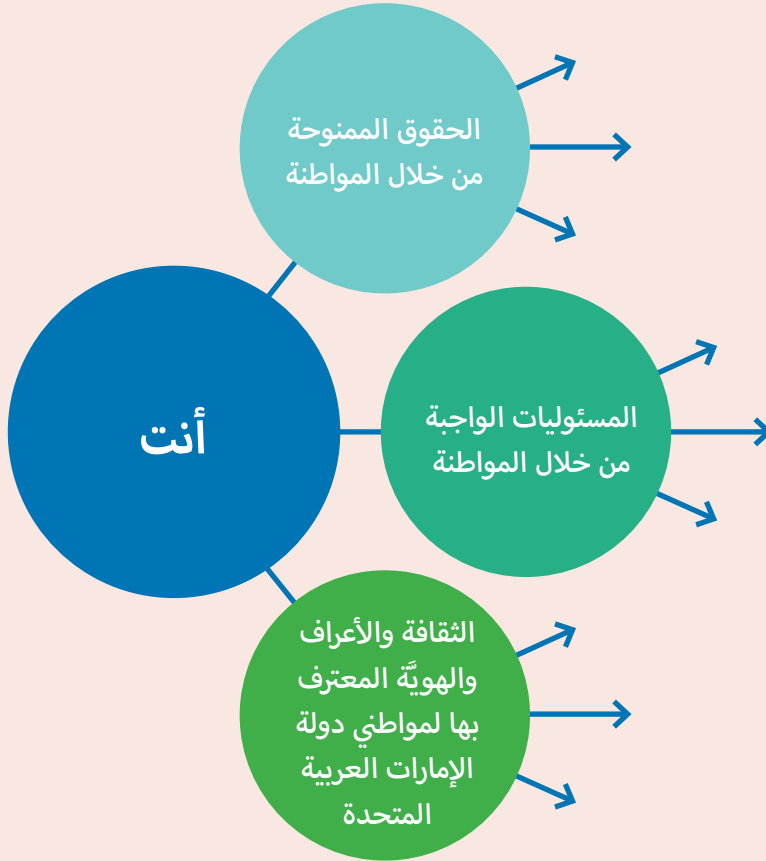 الحقوق الممنوحة
من خلال المواطنة
أنت
المسئوليات الواجبة
من خلال المواطنة
الثقافة والأعراف
والهويَّة المعترف
بها لمواطني دولة
الإمارات العربية
المتحدة